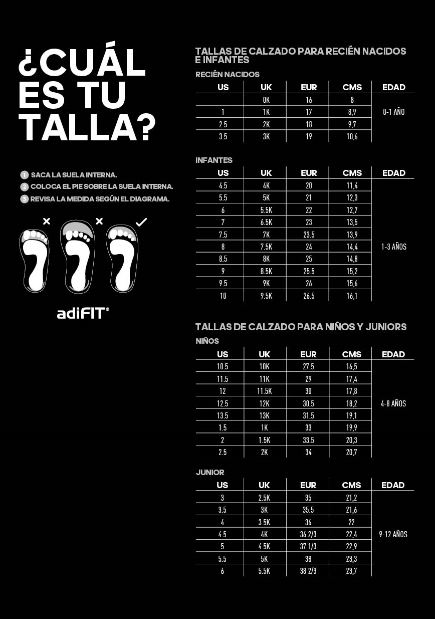 ¿CUÁL
ES TU
TALLA?
1 SACA LA SUELA INTERNA.
2 COLOCA EL PIE SOBRE LA SUELA INTERNA.
3 REVISA LA MEDIDA SEGÚN EL DIAGRAMA.
adiFIT®
TALLAS DE CALZADO PARA RECIÉN NACIDOS
E INFANTES
RECIÉN NACIDOS
US UK EUR CMS EDAD
0K 16 8
1 1K 17 8,9 0-1 AÑO
2.5 2K 18 9,7
3.5 3K 19 10,6
INFANTES
US UK EUR CMS EDAD
4.5 4K 20 11,4
5.5 5K 21 12,3
6 5.5K 22 12,7
7 6.5K 23 13,5
7.5 7K 23.5 13,9
8 7.5K 24 14,4 1-3 AÑOS
8.5 8K 25 14,8
9 8.5K 25.5 15,2
9.5 9K 26 15,6
10 9.5K 26.5 16,1
TALLAS DE CALZADO PARA NIÑOS Y JUNIORS
NIÑOS
US UK EUR CMS EDAD
10.5 10K 27.5 16,5
11.5 11K 29 17,4
12 11.5K 30 17,8
12.5 12K 30.5 18,2 4-8 AÑOS
13.5 13K 31.5 19,1
1.5 1K 33 19,9
2 1.5K 33.5 20,3
2.5 2K 34 20,7
JUNIOR
US UK EUR CMS EDAD
3 2.5K 35 21,2
3.5 3K 35.5 21,6
4 3.5K 36 22
4.5 4K 36 2/3 22,4 9-12 AÑOS
5 4.5K 37 1/3 22,9
5.5 5K 38 23,3
6 5.5K 38 2/3 23,7